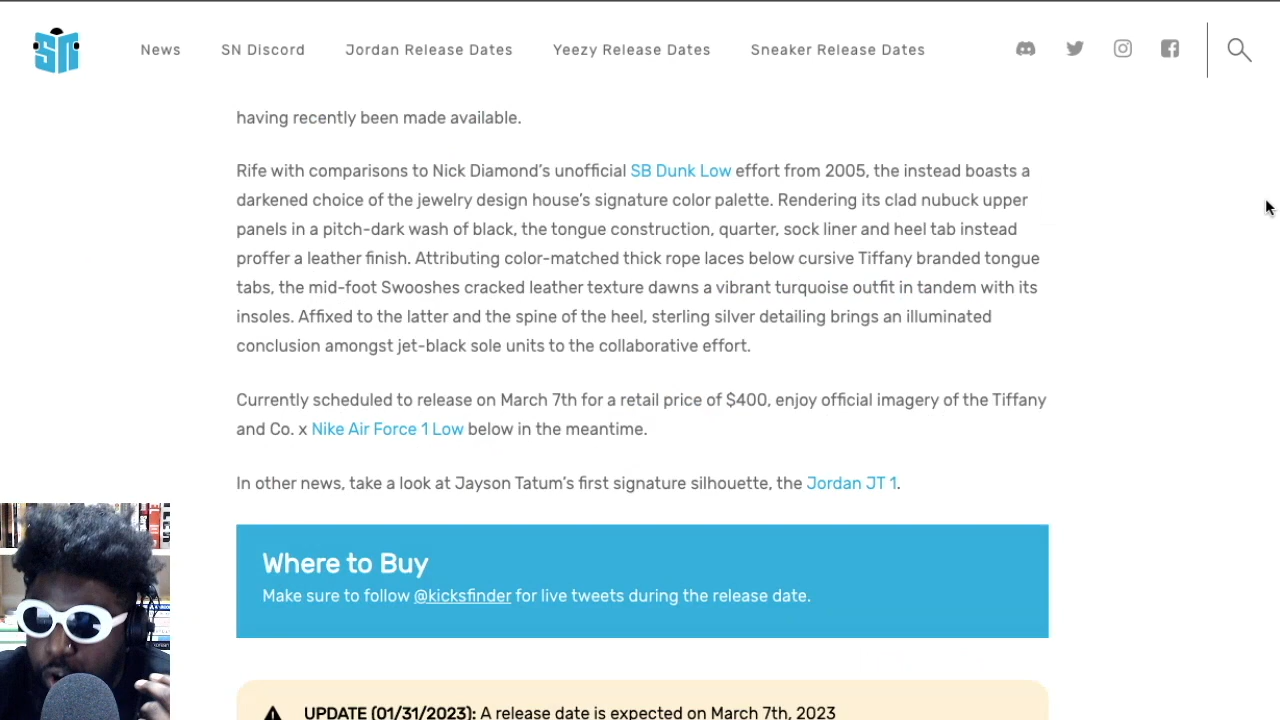 SN
News
SN Discord
Jordan Release Dates
Yeezy Release Dates
Sneaker Release Dates
having recently been made available.
Rife with comparisons to Nick Diamond's unofficial SB Dunk Low effort from 2005, the instead boasts a
darkened choice of the jewelry design house's signature color palette. Rendering its clad nubuck upper
panels in a pitch-dark wash of black, the tongue construction, quarter, sock liner and heel tab instead
proffer a leather finish. Attributing color-matched thick rope laces below cursive Tiffany branded tongue
tabs, the mid-foot Swooshes cracked leather texture dawns a vibrant turquoise outfit in tandem with its
insoles. Affixed to the latter and the spine of the heel, sterling silver detailing brings an illuminated
conclusion amongst jet-black sole units to the collaborative effort.
Currently scheduled to release on March 7th for a retail price of $400, enjoy official imagery of the Tiffany
and Co. x Nike Air Force 1 Low below in the meantime.
In other news, take a look at Jayson Tatum's first signature silhouette, the Jordan JT 1.
Where to Buy
Make sure to follow @kicksfinder for live tweets during the release date.
UPDATE (01/31/2023): A release date is expected on March 7th, 2023